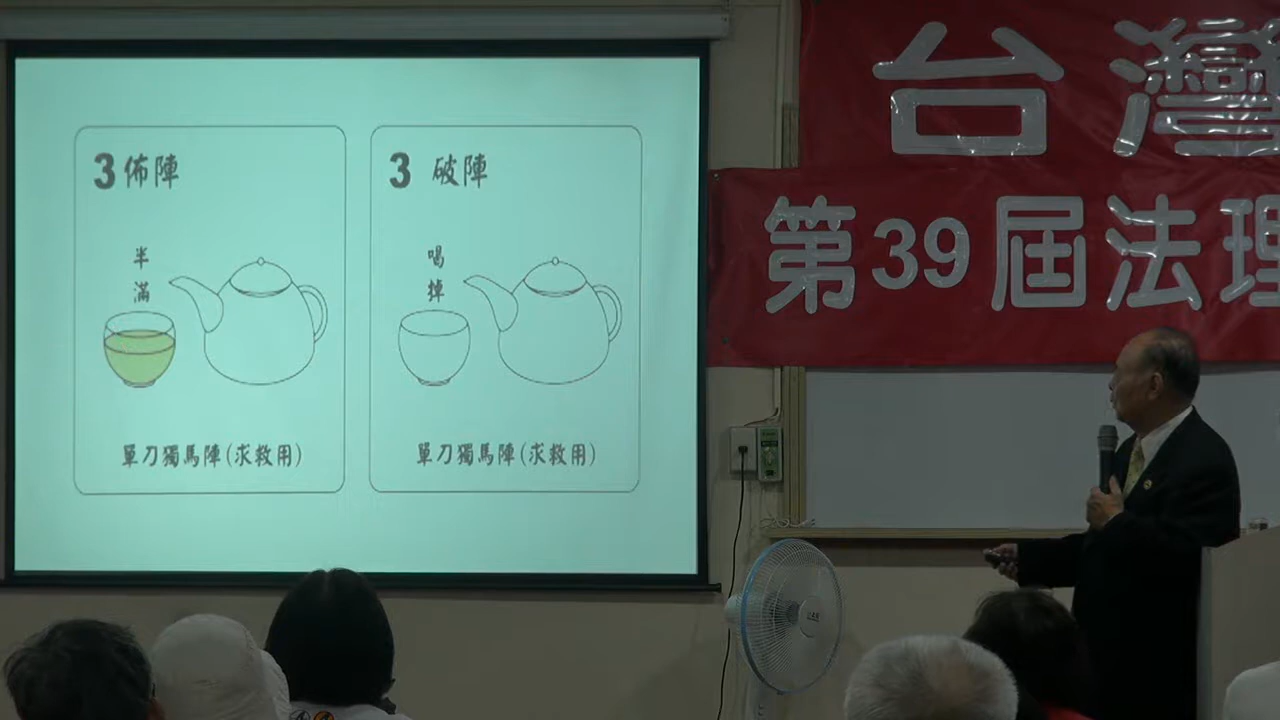 3 佈陣
半
滿
單刀獨馬陣(求救用)
3 破陣
喝
掉
單刀獨馬陣(求救用)
台灣
第39屆法理